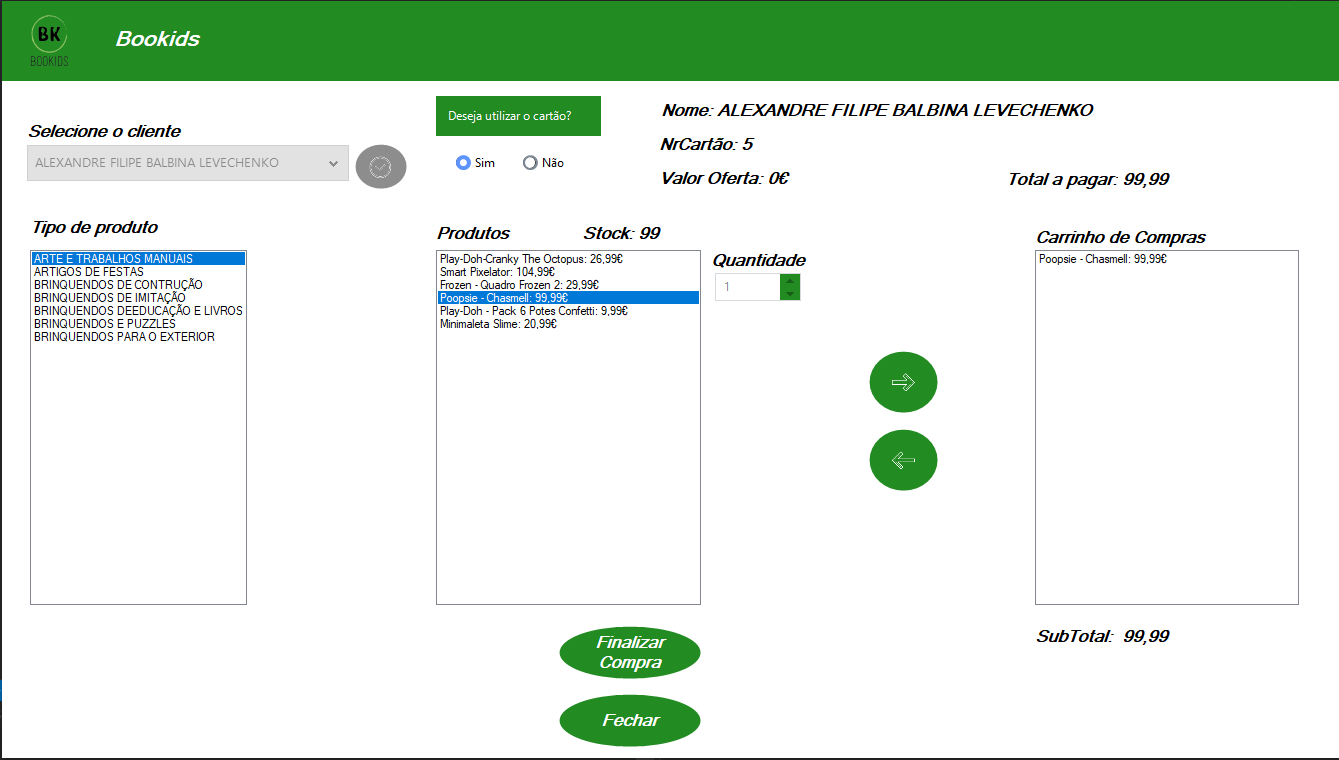 BK
BOOKIDS
Bookids
Selecione o cliente
ALEXANDRE FILIPE BALBINA LEVECHENKO
Deseja utilizar o cartão?
Sim
Não
Nome: ALEXANDRE FILIPE BALBINA LEVECHENKO
NrCartão: 5
Valor Oferta: 0€
Total a pagar: 99,99
Tipo de produto
ARTE E TRABALHOS MANUAIS
ARTIGOS DE FESTAS
BRINQUENDOS DE CONTRUÇÃO
BRINQUENDOS DE IMITAÇÃO
BRINQUENDOS DEEDUCAÇÃO E LIVROS
BRINQUENDOS E PUZZLES
BRINQUENDOS PARA O EXTERIOR
Produtos
Stock: 99
Play-Doh-Cranky The Octopus: 26,99€
Smart Pixelator: 104,99€
Frozen - Quadro Frozen 2: 29,99€
Poopsie - Chasmell: 99,99€
Play-Doh - Pack 6 Potes Confetti: 9,99€
Minimaleta Slime: 20,99€
Quantidade
1
Carrinho de Compras
Poopsie - Chasmell: 99,99€
SubTotal: 99,99
Finalizar
Compra
Fechar